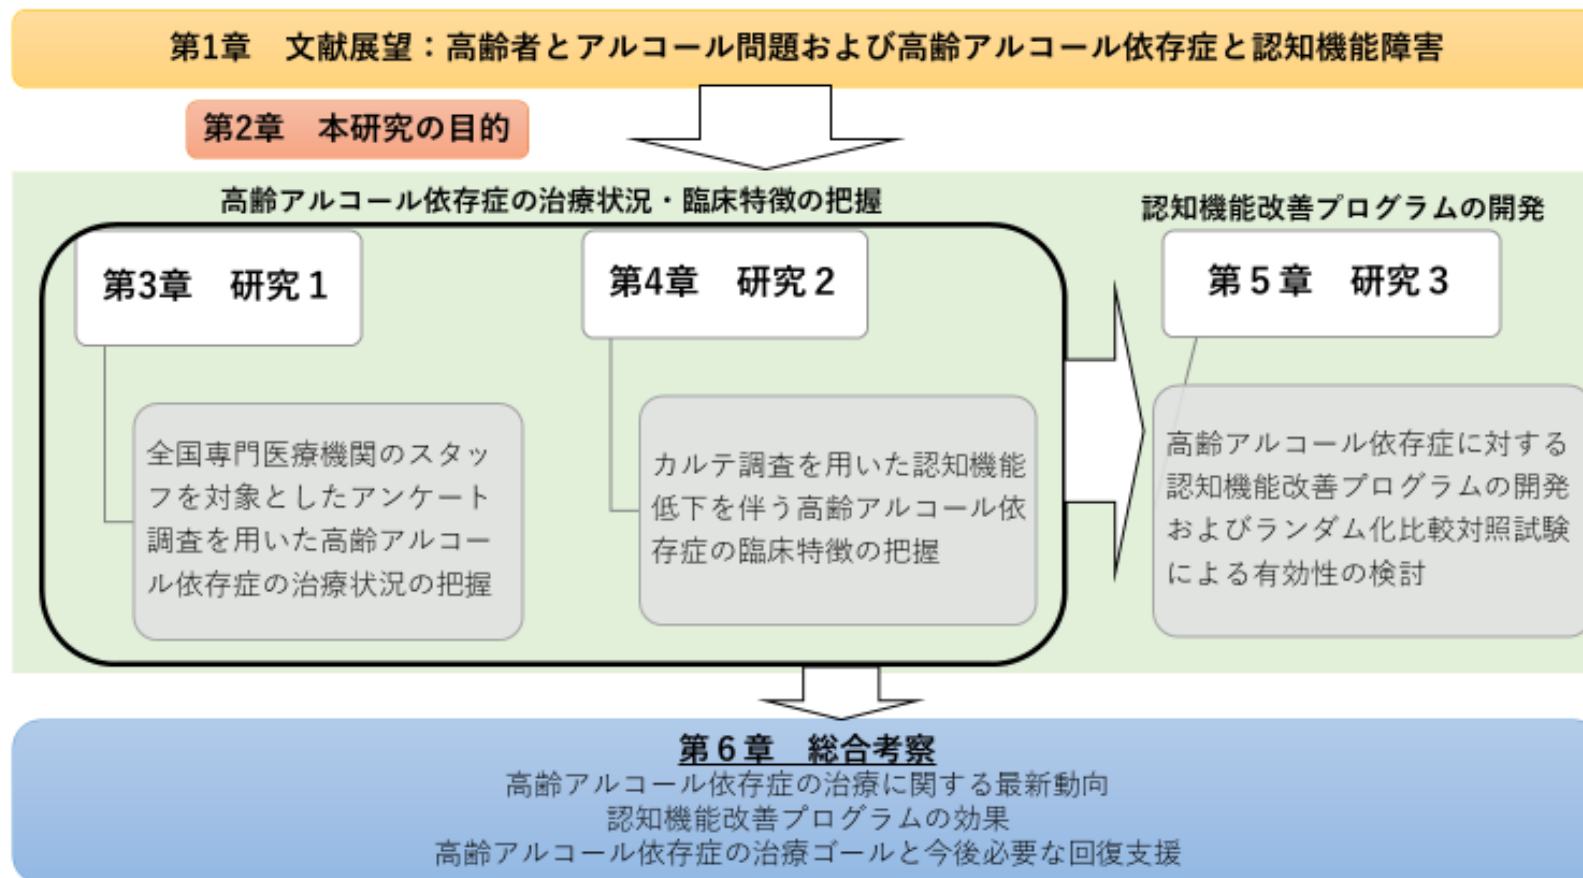 第1章　文献展望：高齢者とアルコール問題および高齢アルコール依存症と認知機能障害
第2章　本研究の目的
高齢アルコール依存症の治療状況・臨床特徴の把握
認知機能改善プログラムの開発
第3章　研究１
第4章　研究２
第５章　研究３
全国専門医療機関のスタッ
フを対象としたアンケート
調査を用いた高齢アルコー
ル依存症の治療状況の把握
カルテ調査を用いた認知機能
低下を伴う高齢アルコール依
存症の臨床特徴の把握
高齢アルコール依存症に対する
認知機能改善プログラムの開発
およびランダム化比較対照試験
による有効性の検討
第６章　総合考察
高齢アルコール依存症の治療に関する最新動向
認知機能改善プログラムの効果
高齢アルコール依存症の治療ゴールと今後必要な回復支援